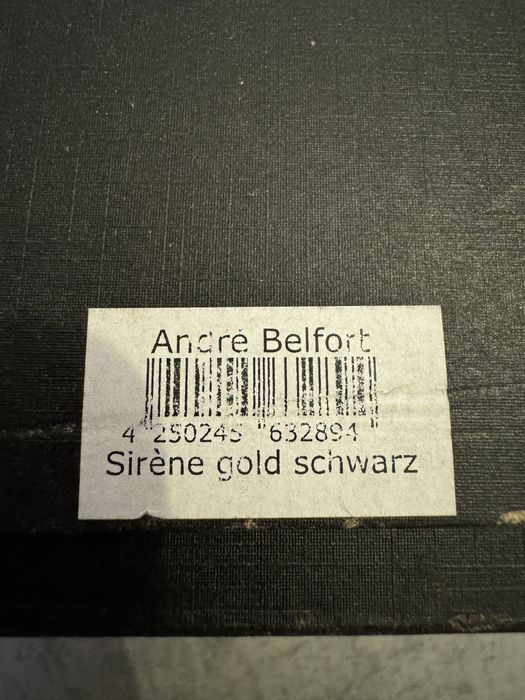 André Belfort
4 250245 632894
Sirène gold schwarz